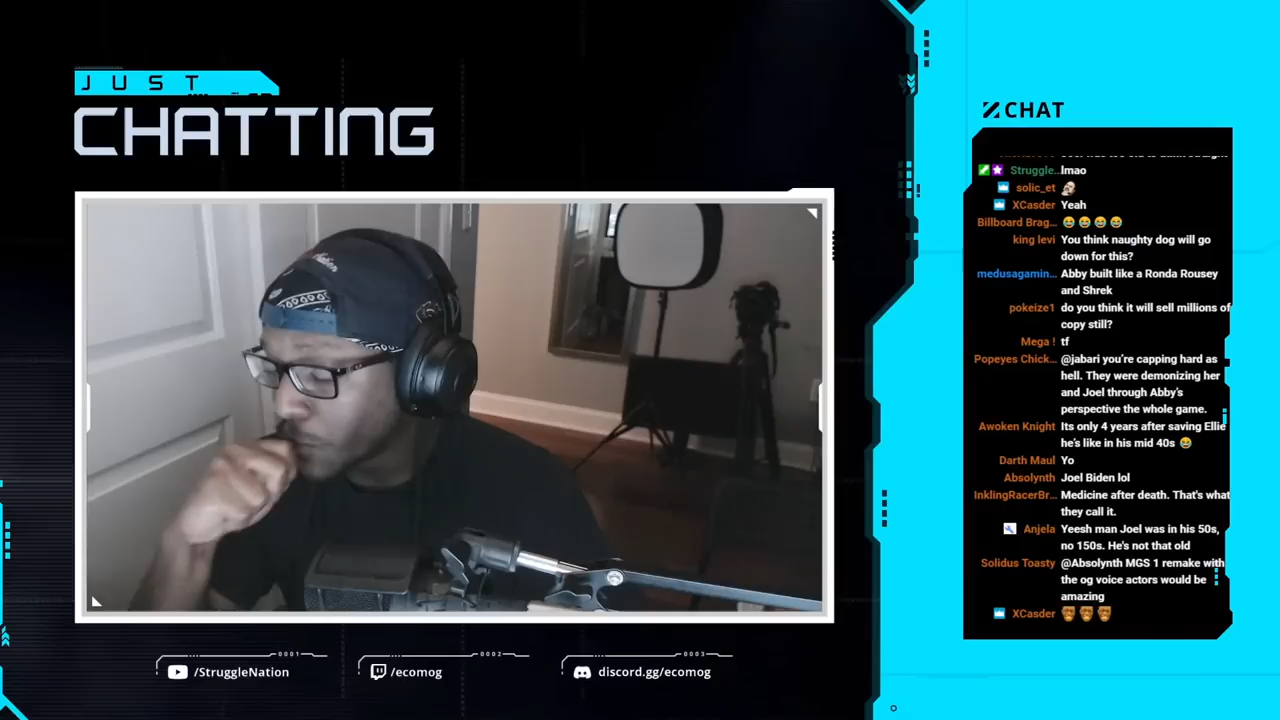 JUST
CHATTING
CHAT
Struggle.. lmao
solic_et
XCasder Yeah
Billboard Brag...
king levi You think naughty dog will go
down for this?
medusagamin... Abby built like a Ronda Rousey
and Shrek
pokeize1 do you think it will sell millions of
copy still?
Mega ! tf
Popeyes Chick... @jabari you're capping hard as
hell. They were demonizing her
and Joel through Abby's
perspective the whole game.
Awoken Knight Its only 4 years after saving Ellie
he's like in his mid 40s
Darth Maul Yo
Absolynth Joel Biden lol
InklingRacerBr... Medicine after death. That's what
they call it.
Anjela Yeesh man Joel was in his 50s,
no 150s. He's not that old
Solidus Toasty @Absolynth MGS 1 remake with
the og voice actors would be
amazing
XCasder
0001
/StruggleNation
0002
/ecomog
0003
discord.gg/ecomog